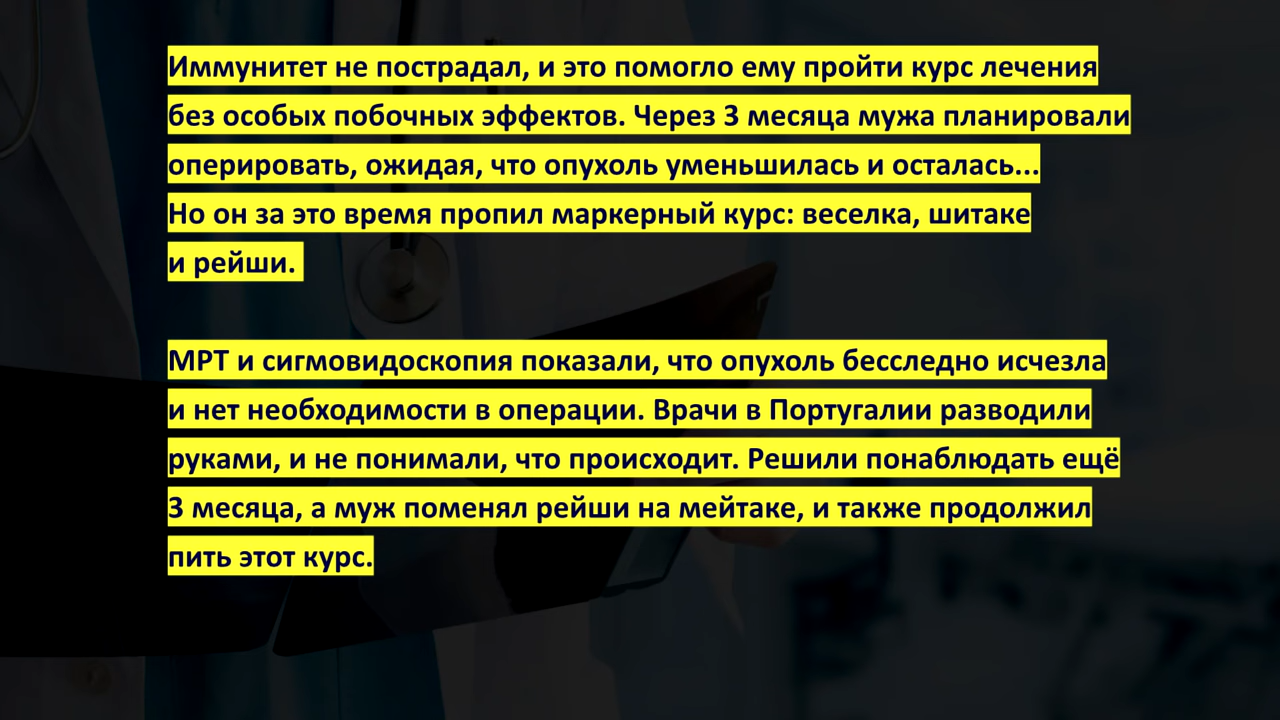 Иммунитет не пострадал, и это помогло ему пройти курс лечения
без особых побочных эффектов. Через 3 месяца мужа планировали
оперировать, ожидая, что опухоль уменьшилась и осталась...
Но он за это время пропил маркерный курс: веселка, шитаке
и рейши.
МРТ и сигмовидоскопия показали, что опухоль бесследно исчезла
и нет необходимости в операции. Врачи в Португалии разводили
руками, и не понимали, что происходит. Решили понаблюдать ещё
3 месяца, а муж поменял рейши на мейтаке, и также продолжил
пить этот курс.